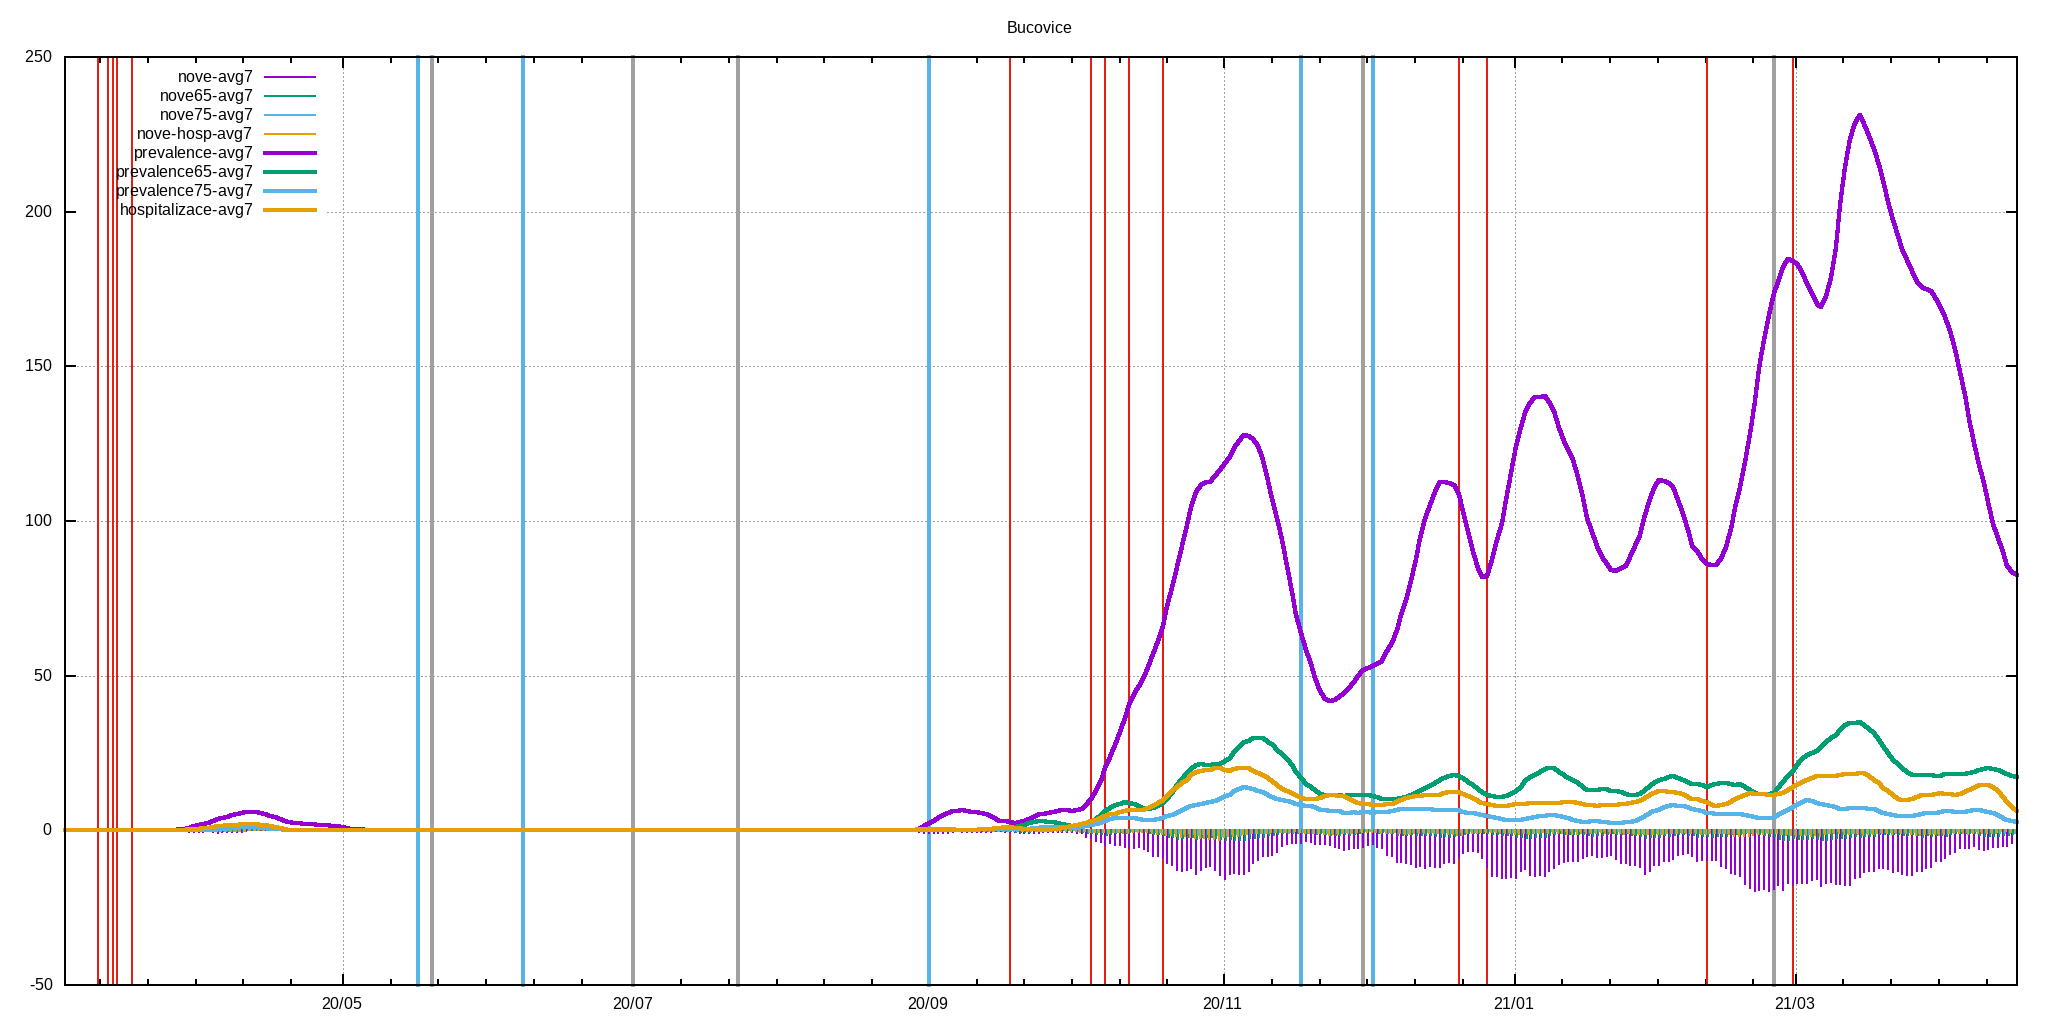 Bucovice
250
nove-avg7
nove65-avg7
nove75-avg7
nove-hosp-avg7
prevalence-avg7
prevalence65-avg7
prevalence75-avg7
hospitalizace-avg7
200
150
100
50
0
-50
20/05 20/07 20/09 20/11 21/01 21/03